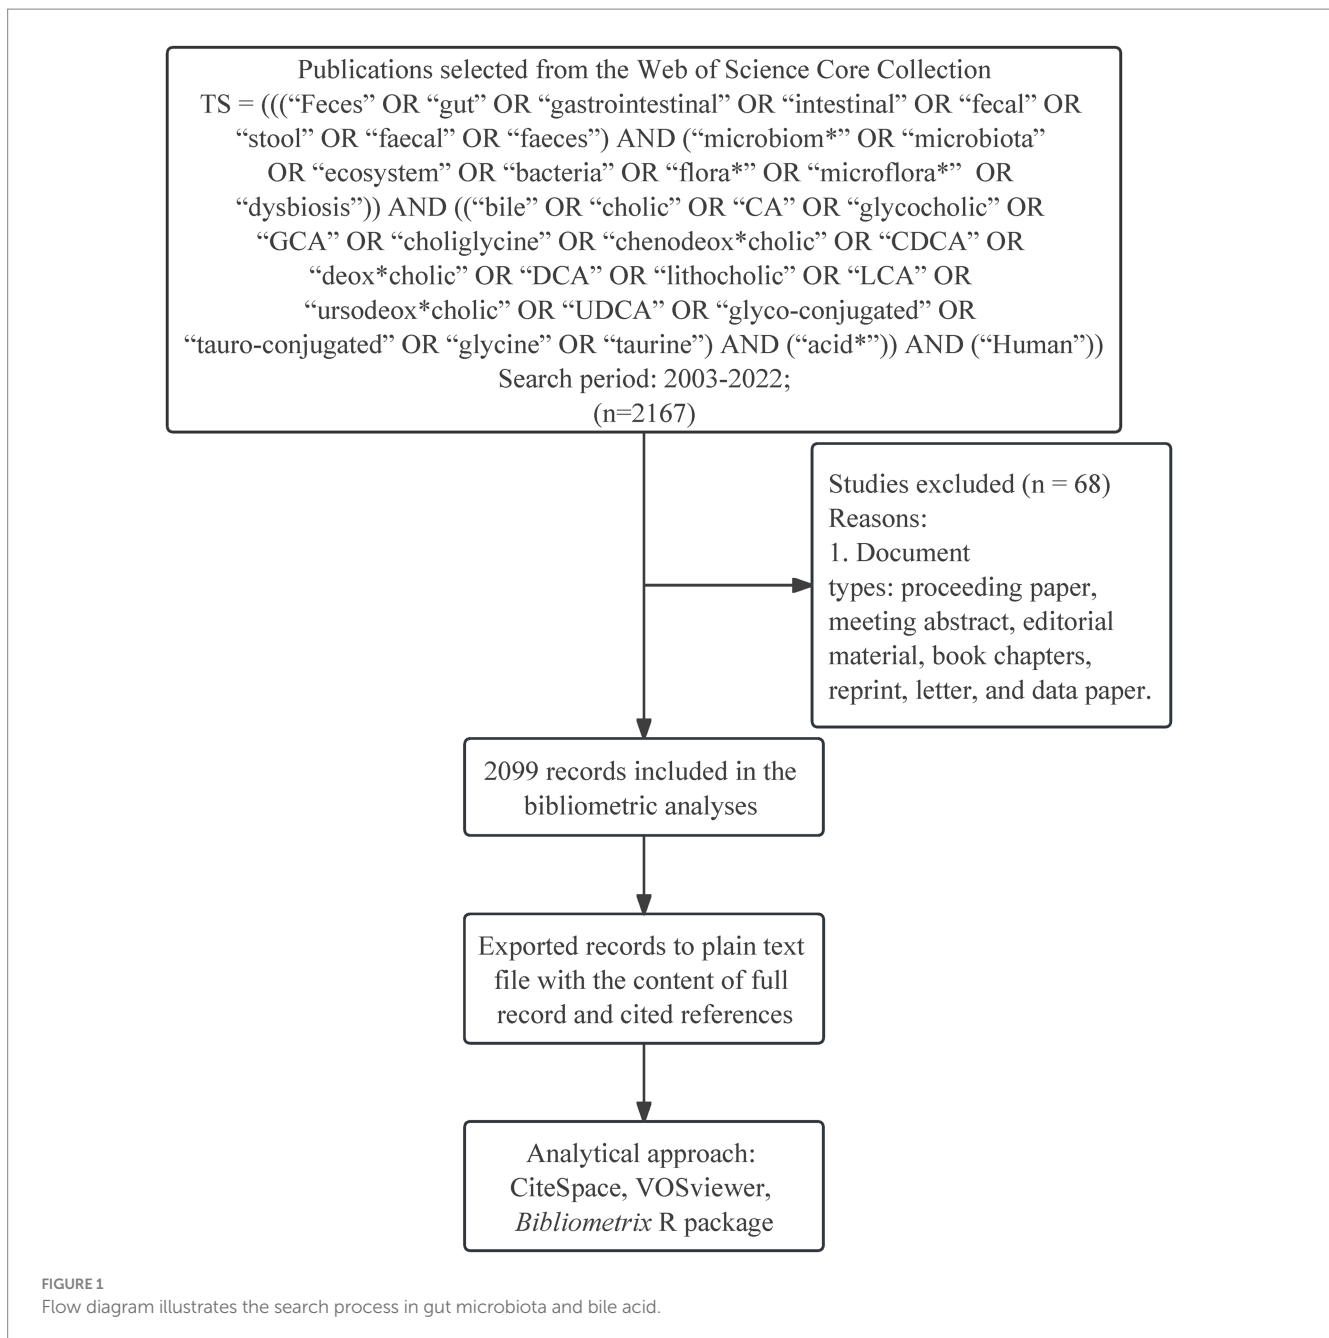 Publications selected from the Web of Science Core Collection
TS = (((“Feces” OR “gut” OR “gastrointestinal” OR “intestinal” OR “fecal” OR
“stool” OR “faecal” OR “faeces”) AND (“microbiom*” OR “microbiota”
OR “ecosystem” OR “bacteria” OR “flora*” OR “microflora*” OR
“dysbiosis”)) AND ((“bile” OR “cholic” OR “CA” OR “glycocholic” OR
“GCA” OR “choliglycine” OR “chenodeox*cholic” OR “CDCA” OR
“deox*cholic” OR “DCA” OR “lithocholic” OR “LCA” OR
“ursodeox*cholic” OR “UDCA” OR “glyco-conjugated” OR
“tauro-conjugated” OR “glycine” OR “taurine”) AND (“acid*”)) AND (“Human”))
Search period: 2003-2022;
(n=2167)
Studies excluded (n = 68)
Reasons:
1. Document
types: proceeding paper,
meeting abstract, editorial
material, book chapters,
reprint, letter, and data paper.
2099 records included in the
bibliometric analyses
Exported records to plain text
file with the content of full
record and cited references
Analytical approach:
CiteSpace, VOSviewer,
Bibliometrix R package
FIGURE 1
Flow diagram illustrates the search process in gut microbiota and bile acid.